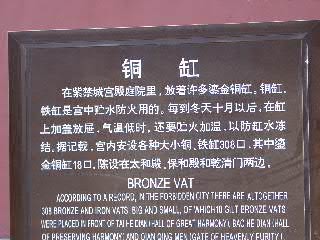 铜缸
在紫禁城宫殿庭院里，放着许多鎏金铜缸。铜缸、
铁缸是宫中贮水防火用的。每到冬天十月以后，在缸
上加盖放屉，气温低时，还要贮火加温，以防缸水冻
结。据记载，宫内安设各种大小铜、铁缸308口，其中鎏
金铜缸18口，陈设在太和殿，保和殿和乾清门两边。
BRONZE VAT
ACCORDING TO A RECORD, IN THE FORBIDDEN CITY THERE ARE ALTOGETHER
308 BRONZE AND IRON VATS, BIG AND SMALL, OF WHICH 18 GILT BRONZE VATS
WERE PLACED IN FRONT OF TAI HE DIAN (HALL OF GREAT HARMONY), BAO HE DIAN (HALL
OF PRESERVING HARMONY) AND QIAN QING MEN (GATE OF HEAVENLY PURITY).